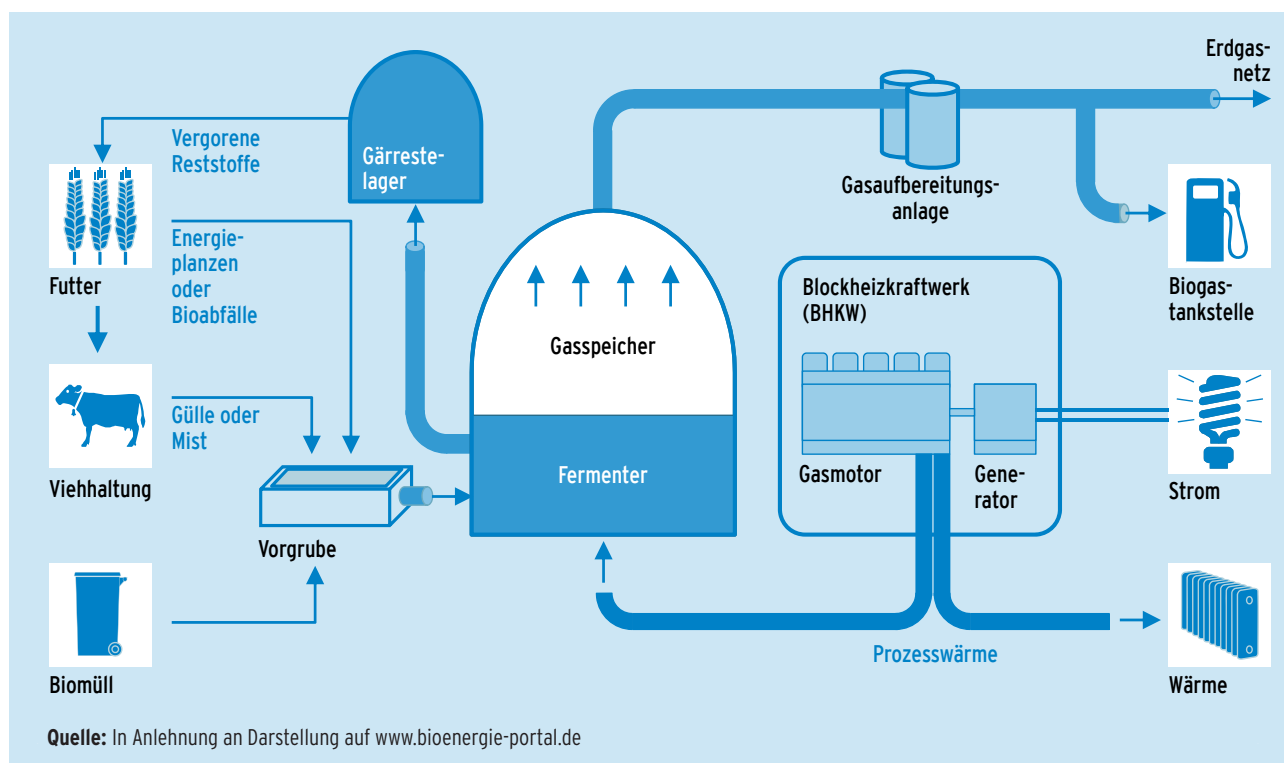 Erdgas-
netz
Vergorene
Reststoffe
Gärreste-
lager
Gasaufbereitungs-
anlage
Energie-
planzen
oder
Bioabfälle
Futter
Blockheizkraftwerk
(BHKW)
Biogas-
tankstelle
Gasspeicher
Gülle oder
Mist
Viehhaltung
Fermenter
Gasmotor
Gene-
rator
Strom
Vorgrube
Prozesswärme
Biomüll
Wärme
Quelle: In Anlehnung an Darstellung auf www.bioenergie-portal.de